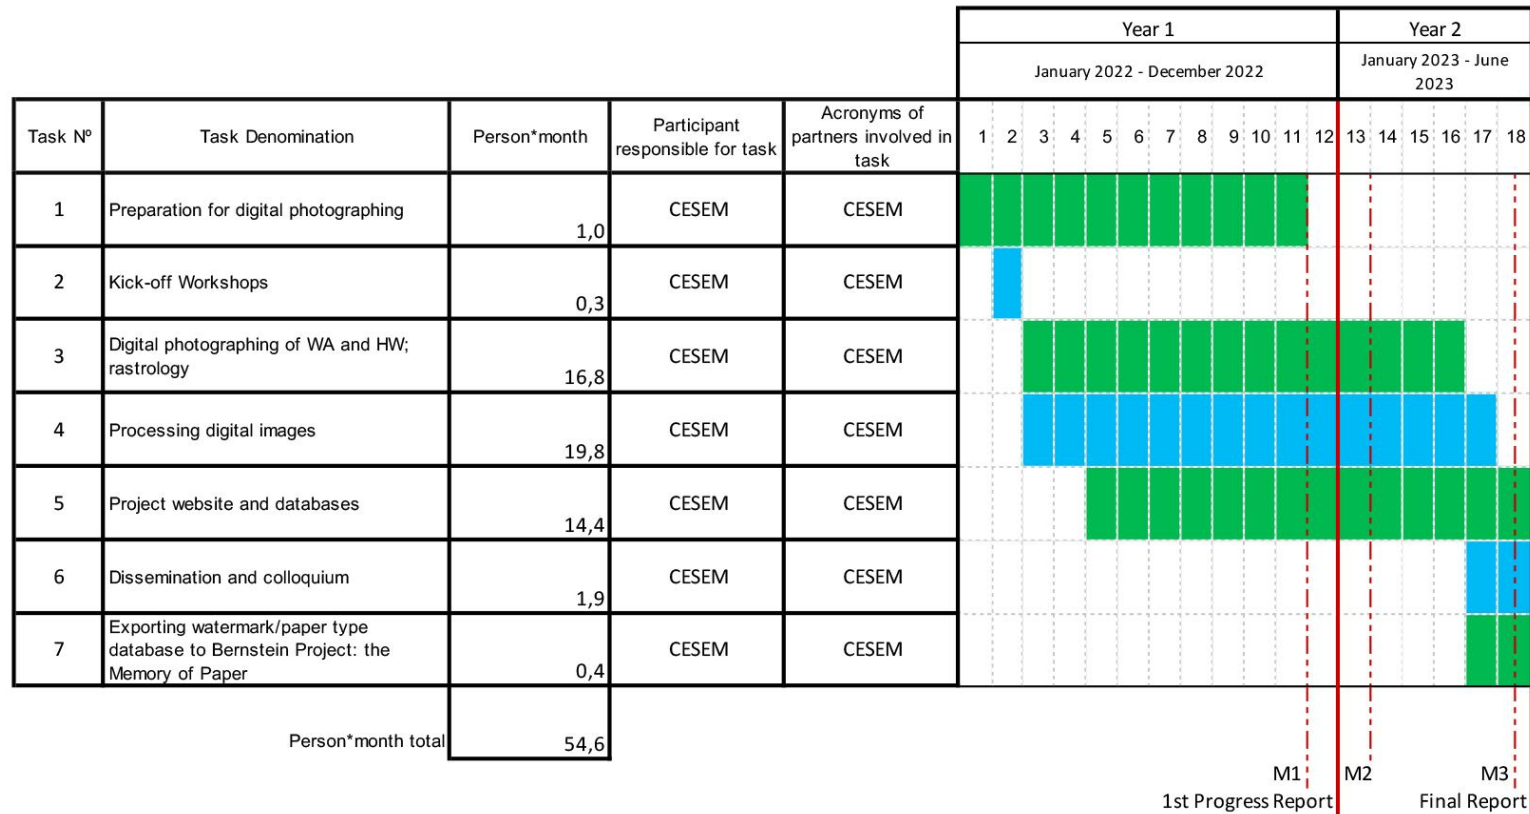 Year 1
Year 2
January 2022 - December 2022
January 2023 - June
2023
Task Nº
Task Denomination
Person*month
Participant
responsible for task
Acronyms of
partners involved in
task
1 2 3 4 5 6 7 8 9 10 11 12 13 14 15 16 17 18
1
Preparation for digital photographing
1,0
CESEM
CESEM
2
Kick-off Workshops
0,3
CESEM
CESEM
3
Digital photographing of WA and HW;
rastrology
16,8
CESEM
CESEM
4
Processing digital images
19,8
CESEM
CESEM
5
Project website and databases
14,4
CESEM
CESEM
6
Dissemination and colloquium
1,9
CESEM
CESEM
7
Exporting watermark/paper type
database to Bernstein Project: the
Memory of Paper
0,4
CESEM
CESEM
Person*month total
54,6
M1
M2
M3
1st Progress Report
Final Report